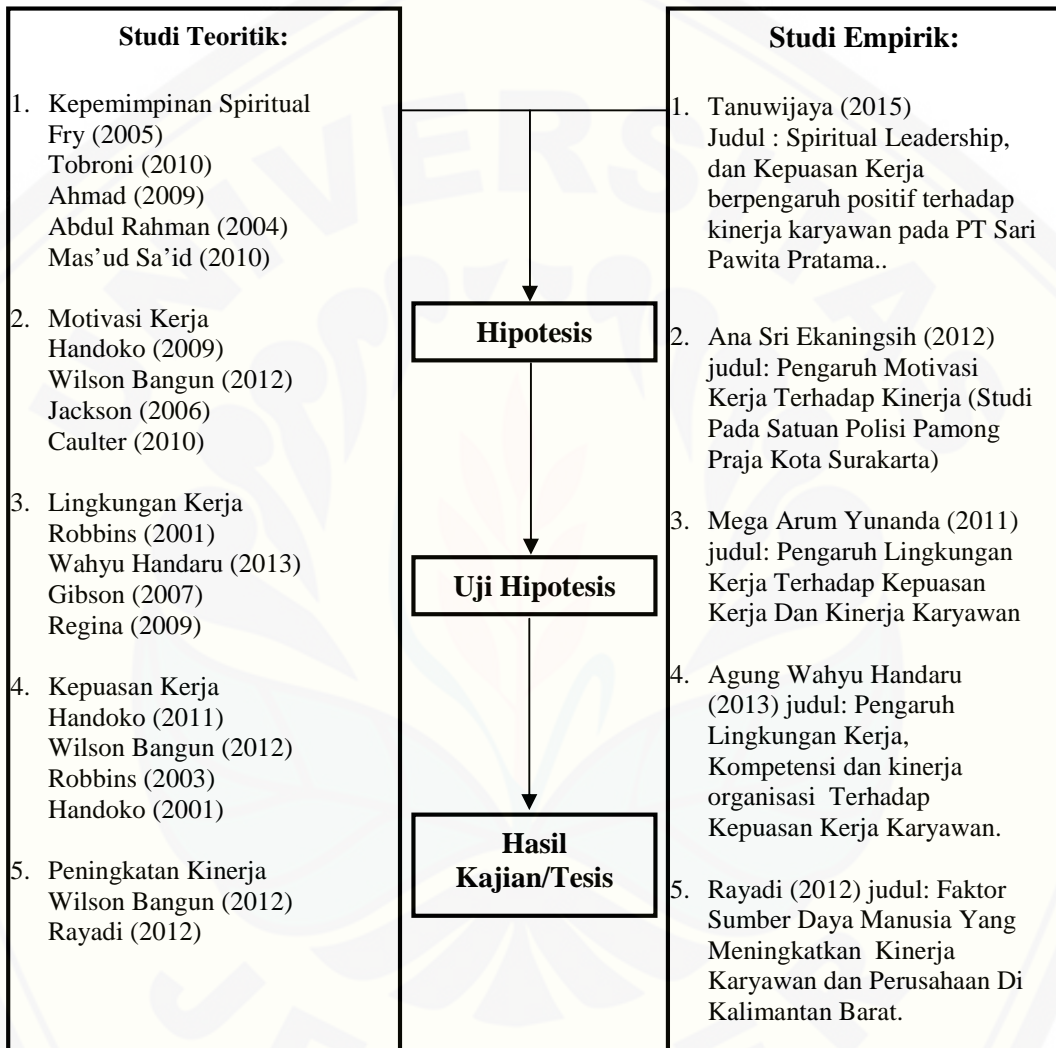 Studi Teoritik:
1. Kepemimpinan Spiritual
Fry (2005)
Tobroni (2010)
Ahmad (2009)
Abdul Rahman (2004)
Mas’ud Sa’id (2010)
2. Motivasi Kerja
Handoko (2009)
Wilson Bangun (2012)
Jackson (2006)
Caulter (2010)
3. Lingkungan Kerja
Robbins (2001)
Wahyu Handaru (2013)
Gibson (2007)
Regina (2009)
4. Kepuasan Kerja
Handoko (2011)
Wilson Bangun (2012)
Robbins (2003)
Handoko (2001)
5. Peningkatan Kinerja
Wilson Bangun (2012)
Rayadi (2012)
Hipotesis
Uji Hipotesis
Hasil
Kajian/Tesis
Studi Empirik:
1. Tanuwijaya (2015)
Judul : Spiritual Leadership,
dan Kepuasan Kerja
berpengaruh positif terhadap
kinerja karyawan pada PT Sari
Pawita Pratama..
2. Ana Sri Ekaningsih (2012)
judul: Pengaruh Motivasi
Kerja Terhadap Kinerja (Studi
Pada Satuan Polisi Pamong
Praja Kota Surakarta)
3. Mega Arum Yunanda (2011)
judul: Pengaruh Lingkungan
Kerja Terhadap Kepuasan
Kerja Dan Kinerja Karyawan
4. Agung Wahyu Handaru
(2013) judul: Pengaruh
Lingkungan Kerja,
Kompetensi dan kinerja
organisasi Terhadap
Kepuasan Kerja Karyawan.
5. Rayadi (2012) judul: Faktor
Sumber Daya Manusia Yang
Meningkatkan Kinerja
Karyawan dan Perusahaan Di
Kalimantan Barat.